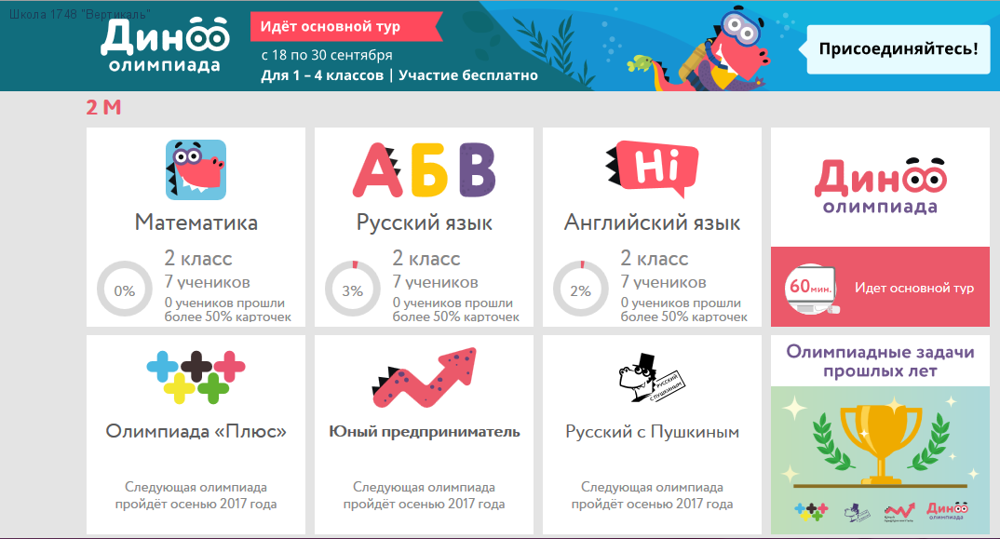 Школа 1748 "Вертикаль"
Дино
олимпиада
Идёт основной тур
с 18 по 30 сентября
Для 1 – 4 классов | Участие бесплатно
Присоединяйтесь!
2 М
Математика
0%
2 класс
7 учеников
0 учеников прошли
более 50% карточек
АБВ
Русский язык
3%
2 класс
7 учеников
0 учеников прошли
более 50% карточек
Hi
Английский язык
2%
2 класс
7 учеников
0 учеников прошли
более 50% карточек
Дино
олимпиада
60 мин.
Идет основной тур
Олимпиада «Плюс»
Следующая олимпиада
пройдёт осенью 2017 года
Юный предприниматель
Следующая олимпиада
пройдёт осенью 2017 года
РУССКИЙ
С ПУШКИНЫМ
Русский с Пушкиным
Следующая олимпиада
пройдёт осенью 2017 года
Олимпиадные задачи
прошлых лет
Дино
олимпиада